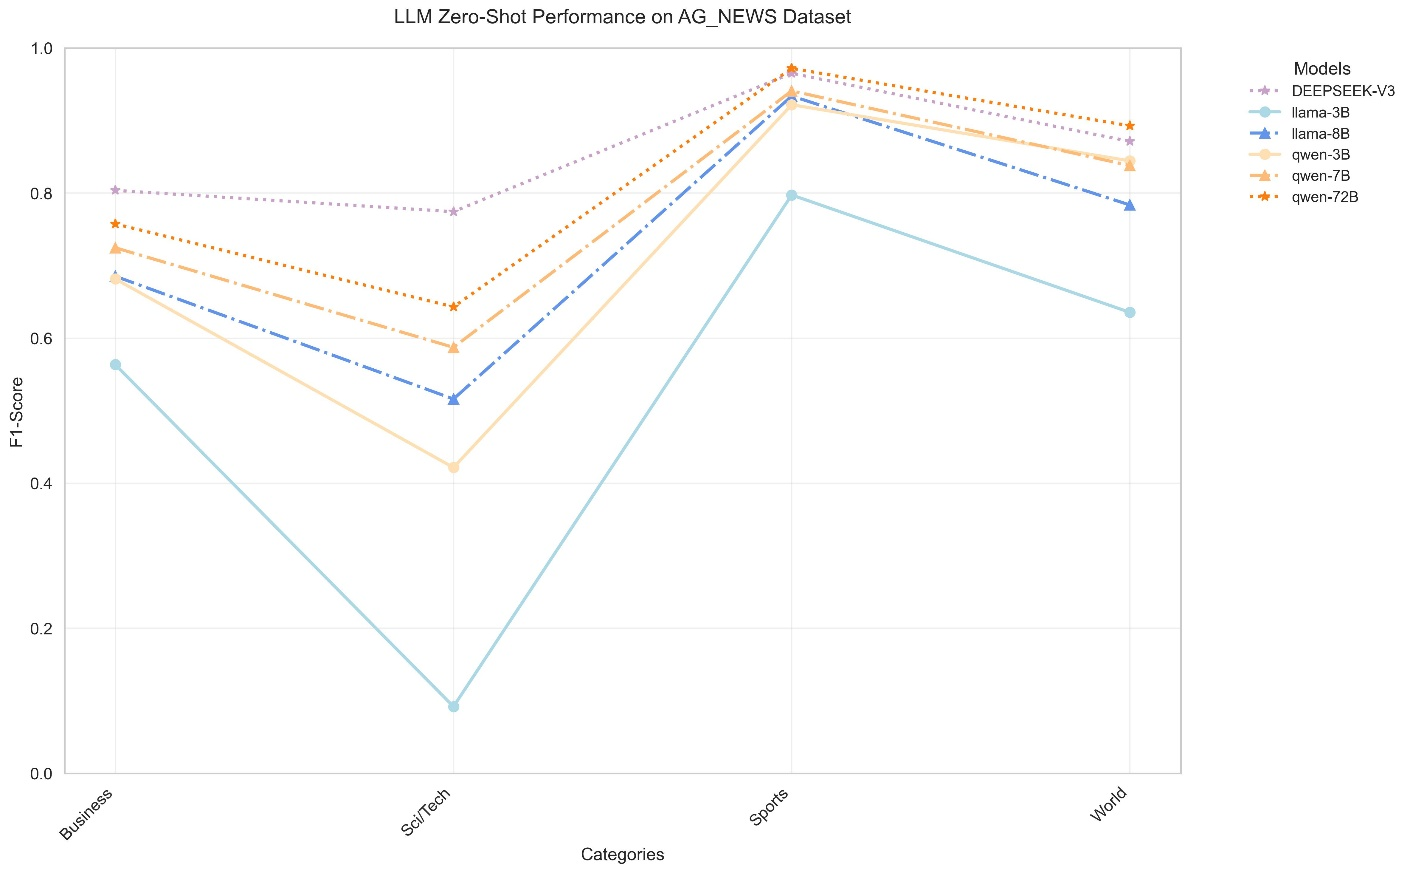 LLM Zero-Shot Performance on AG_NEWS Dataset
1.0
0.8
0.6
0.4
0.2
0.0
F1-Score
Business
Sci/Tech
Sports
World
Categories
Models
DEEPSEEK-V3
llama-3B
llama-8B
qwen-3B
qwen-7B
qwen-72B